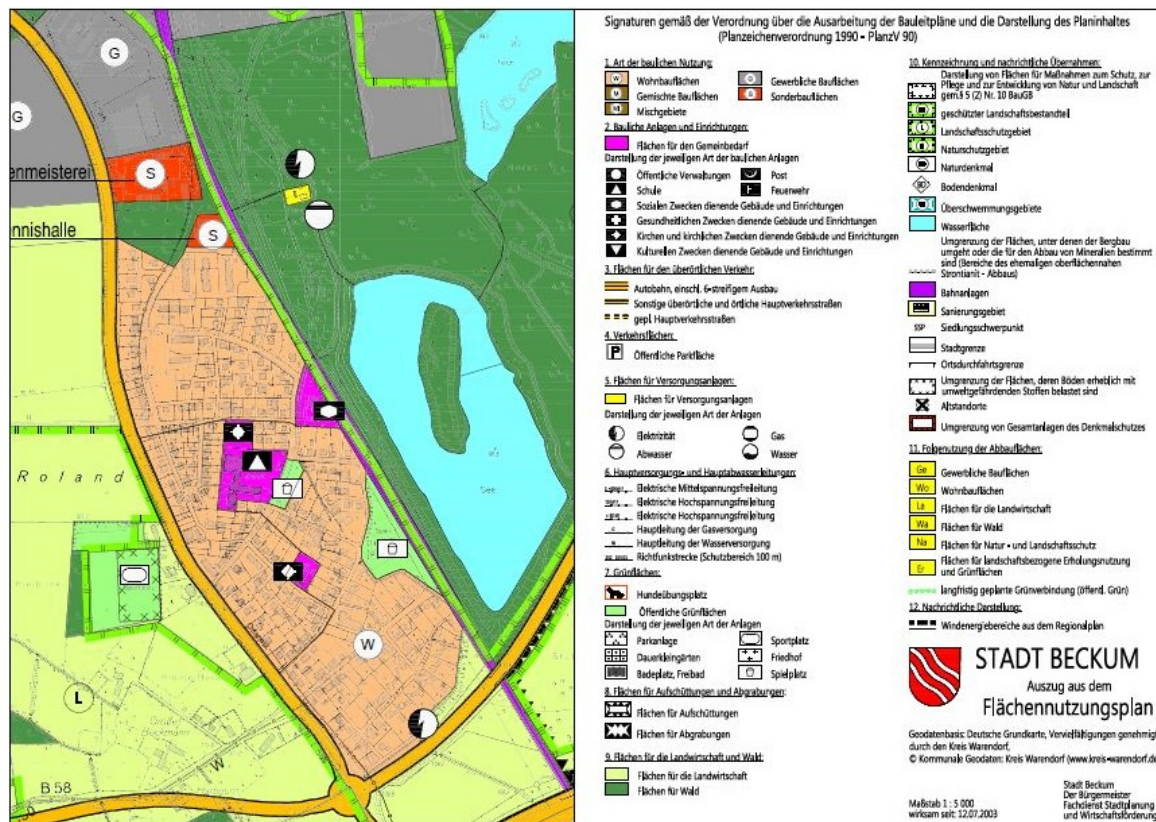 G
G
S
enmeisterei
S
ennishalle
Roland
See
W
L
W
B 58
Signaturen gemäß der Verordnung über die Ausarbeitung der Bauleitpläne und die Darstellung des Planinhaltes
(Planzeichenverordnung 1990 - PlanzV 90)
1. Art der baulichen Nutzung:
W Wohnbauflächen
G Gewerbliche Bauflächen
M Gemischte Bauflächen
S Sonderbauflächen
MI Mischgebiete
2. Bauliche Anlagen und Einrichtungen:
Flächen für den Gemeinbedarf
Darstellung der jeweiligen Art der baulichen Anlagen
Öffentliche Verwaltungen
Post
Schule
Feuerwehr
Sozialen Zwecken dienende Gebäude und Einrichtungen
Gesundheitlichen Zwecken dienende Gebäude und Einrichtungen
Kirchen und kirchlichen Zwecken dienende Gebäude und Einrichtungen
Kulturellen Zwecken dienende Gebäude und Einrichtungen
3. Flächen für den überörtlichen Verkehr:
Autobahn, einschl. 6-streifigem Ausbau
Sonstige überörtliche und örtliche Hauptverkehrsstraßen
gepl. Hauptverkehrsstraßen
4. Verkehrsflächen:
P Öffentliche Parkfläche
5. Flächen für Versorgungsanlagen:
Flächen für Versorgungsanlagen
Darstellung der jeweiligen Art der Anlagen
Elektrizität
Gas
Abwasser
Wasser
6. Hauptversorgungs- und Hauptabwasserleitungen:
Elektrische Mittelspannungsfreileitung
Elektrische Hochspannungsfreileitung
Elektrische Hochspannungsfreileitung
Hauptleitung der Gasversorgung
Hauptleitung der Wasserversorgung
Richtfunkstrecke (Schutzbereich 100 m)
7. Grünflächen:
Hundeübungsplatz
Öffentliche Grünflächen
Darstellung der jeweiligen Art der Anlagen
Parkanlage
Sportplatz
Dauerkleingärten
Friedhof
Badeplatz, Freibad
Spielplatz
8. Flächen für Aufschüttungen und Abgrabungen:
Flächen für Aufschüttungen
Flächen für Abgrabungen
9. Flächen für die Landwirtschaft und Wald:
Flächen für die Landwirtschaft
Flächen für Wald
10. Kennzeichnung und nachrichtliche Übernahmen:
Darstellung von Flächen für Maßnahmen zum Schutz, zur
Pflege und zur Entwicklung von Natur und Landschaft
gem.§ 5 (2) Nr. 10 BauGB
geschützter Landschaftsbestandteil
L Landschaftsschutzgebiet
Naturschutzgebiet
Naturdenkmal
BD Bodendenkmal
Überschwemmungsgebiete
Wasserfläche
Umgrenzung der Flächen, unter denen der Bergbau
umgeht oder die für den Abbau von Mineralien bestimmt
sind (Bereiche des ehemaligen oberflächennahen
Strontianit - Abbaus)
Bahnanlagen
Sanierungsgebiet
SSP Siedlungsschwerpunkt
Stadtgrenze
Ortsdurchfahrtsgrenze
Umgrenzung der Flächen, deren Böden erheblich mit
umweltgefährdenden Stoffen belastet sind
Altstandorte
Umgrenzung von Gesamtanlagen des Denkmalschutzes
11. Folgenutzung der Abbauflächen:
Ge Gewerbliche Bauflächen
Wo Wohnbauflächen
La Flächen für die Landwirtschaft
Wa Flächen für Wald
Na Flächen für Natur - und Landschaftsschutz
Er Flächen für landschaftsbezogene Erholungsnutzung
und Grünflächen
langfristig geplante Grünverbindung (öffentl. Grün)
12. Nachrichtliche Darstellung:
Windenergiebereiche aus dem Regionalplan
STADT BECKUM
Auszug aus dem
Flächennutzungsplan
Geodatenbasis: Deutsche Grundkarte, Vervielfältigungen genehmigt
durch den Kreis Warendorf,
© Kommunale Geodaten: Kreis Warendorf (www.kreis-warendorf.de
Maßstab 1 : 5 000
wirksam seit: 12.07.2003
Stadt Beckum
Der Bürgermeister
Fachdienst Stadtplanung
und Wirtschaftsförderung